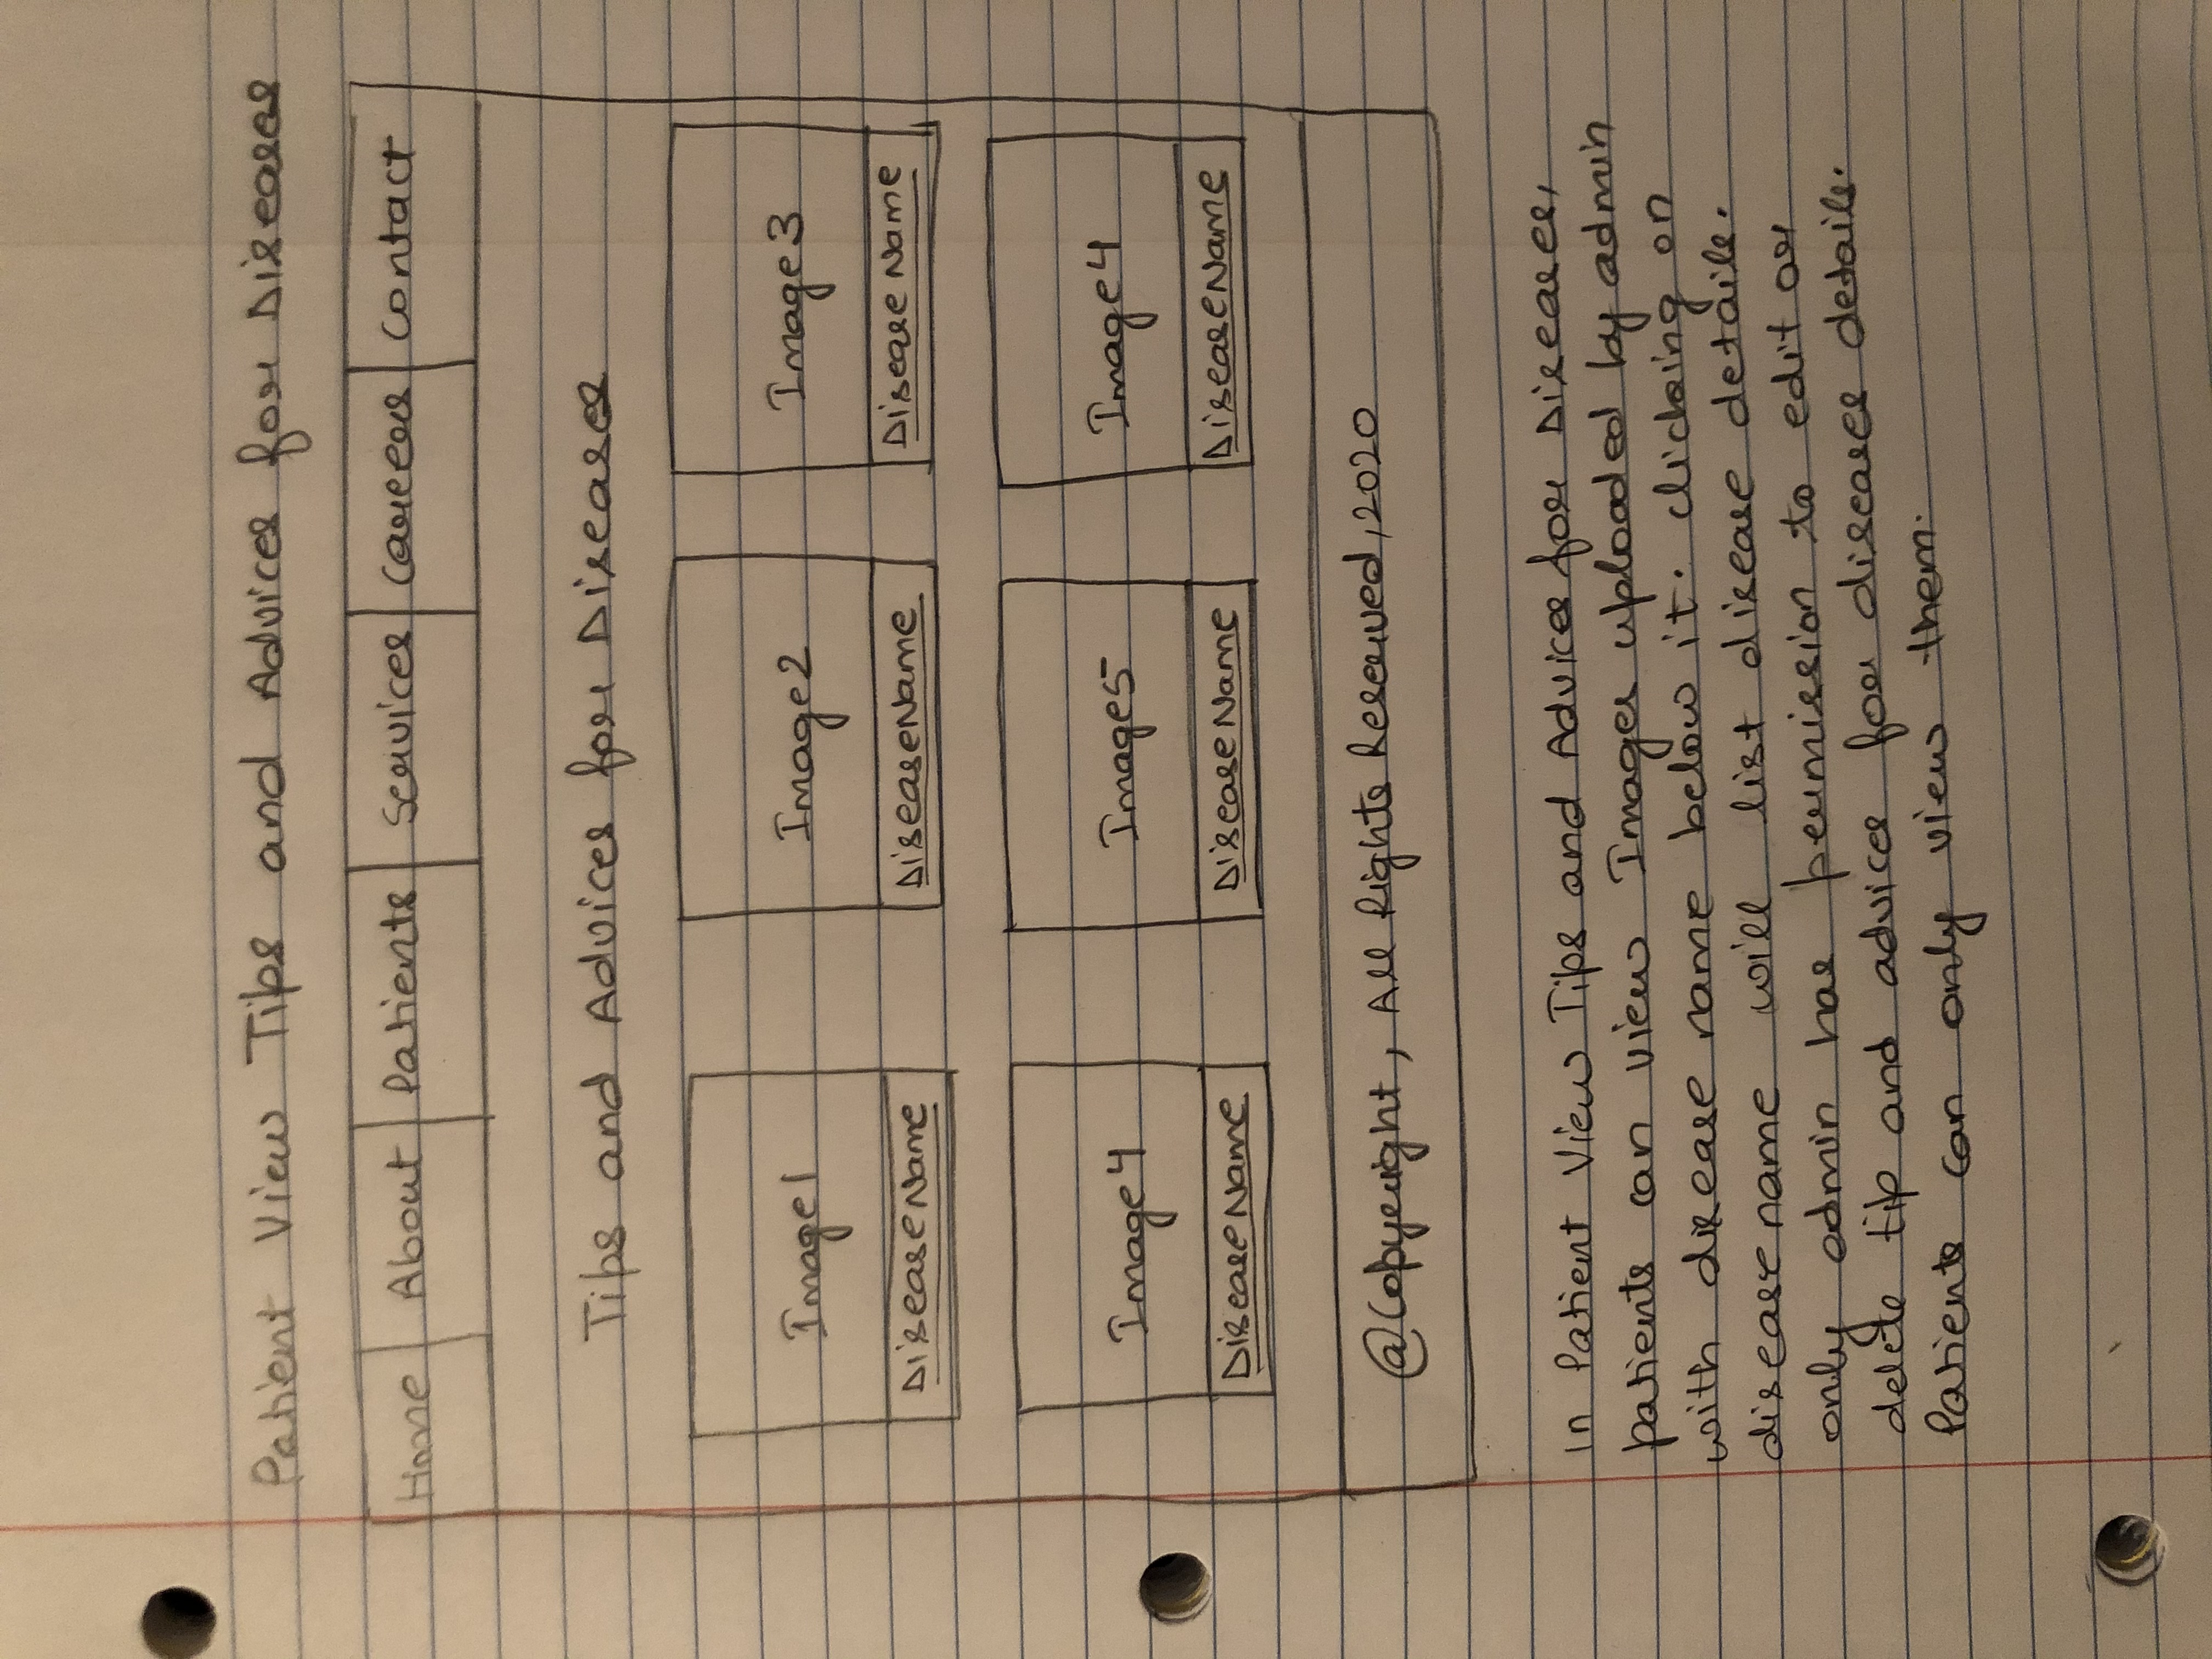 Patient View Tips and Advices for Diseases
Home About Patients Services Careers Contact
Tips and Advices for Diseases
Image1 Image2 Image3
DiseaseName DiseaseName Disease Name
Image4 Image5 Image4
DiseaseName DiseaseName DiseaseName
@Copyright, All Rights Reserved, 2020
In Patient View Tips and Advices for Diseases,
patients can view Images uploaded by admin
with disease name below it. clicking on
disease name will list disease details.
only admin has permission to edit or
delete tip and advices for diseases details.
Patients can only view them.